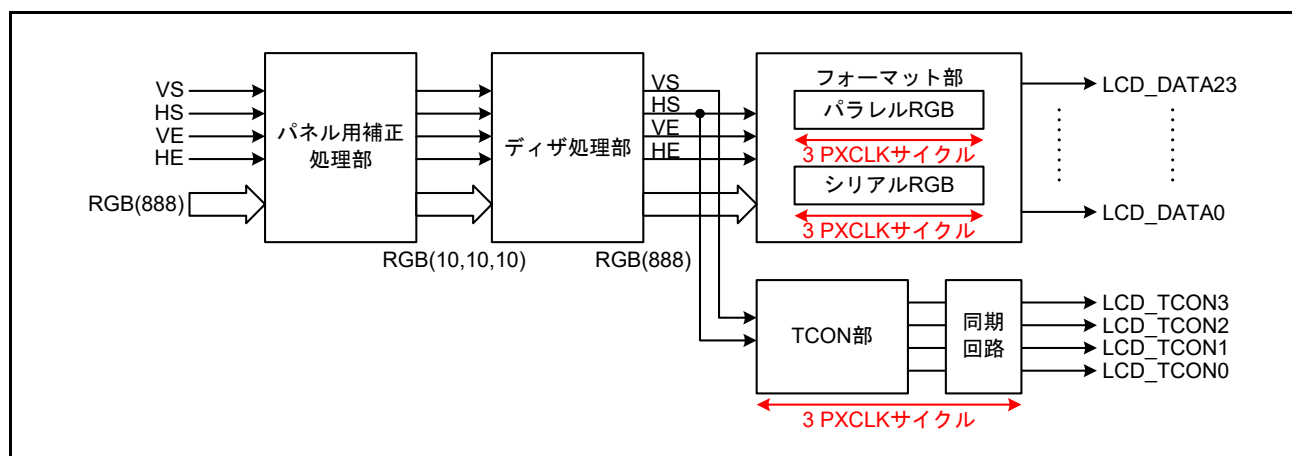 VS
HS
VE
HE
RGB(888)
パネル用補正
処理部
RGB(10,10,10)
ディザ処理部
VS
HS
VE
HE
RGB(888)
フォーマット部
パラレルRGB
3 PXCLKサイクル
シリアルRGB
3 PXCLKサイクル
LCD_DATA23
LCD_DATA0
TCON部
同期
回路
3 PXCLKサイクル
LCD_TCON3
LCD_TCON2
LCD_TCON1
LCD_TCON0